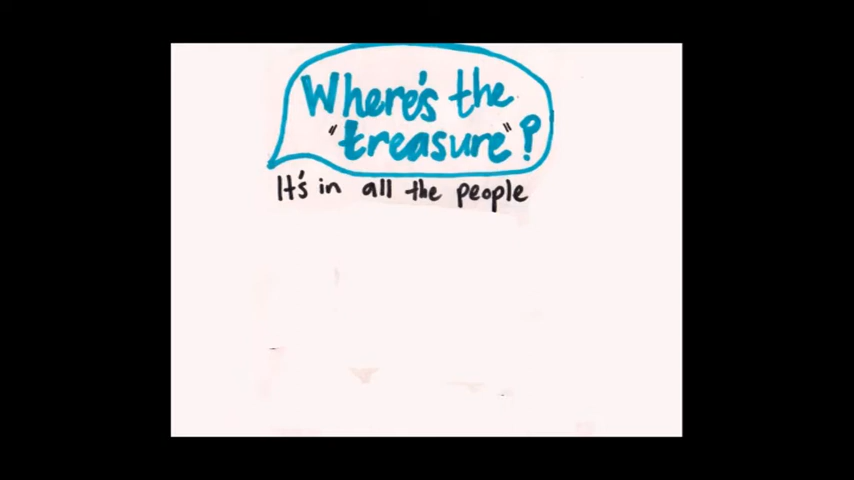 Where's the
"treasure"?
It's in all the people